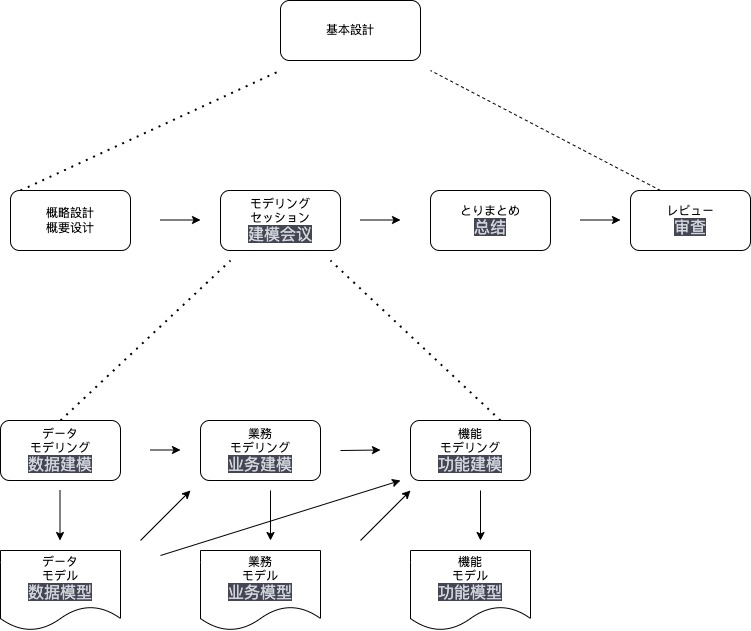 基本設計
概略設計
概要设计
モデリング
セッション
建模会议
とりまとめ
总结
レビュー
审查
データ
モデリング
数据建模
業務
モデリング
业务建模
機能
モデリング
功能建模
データ
モデル
数据模型
業務
モデル
业务模型
機能
モデル
功能模型